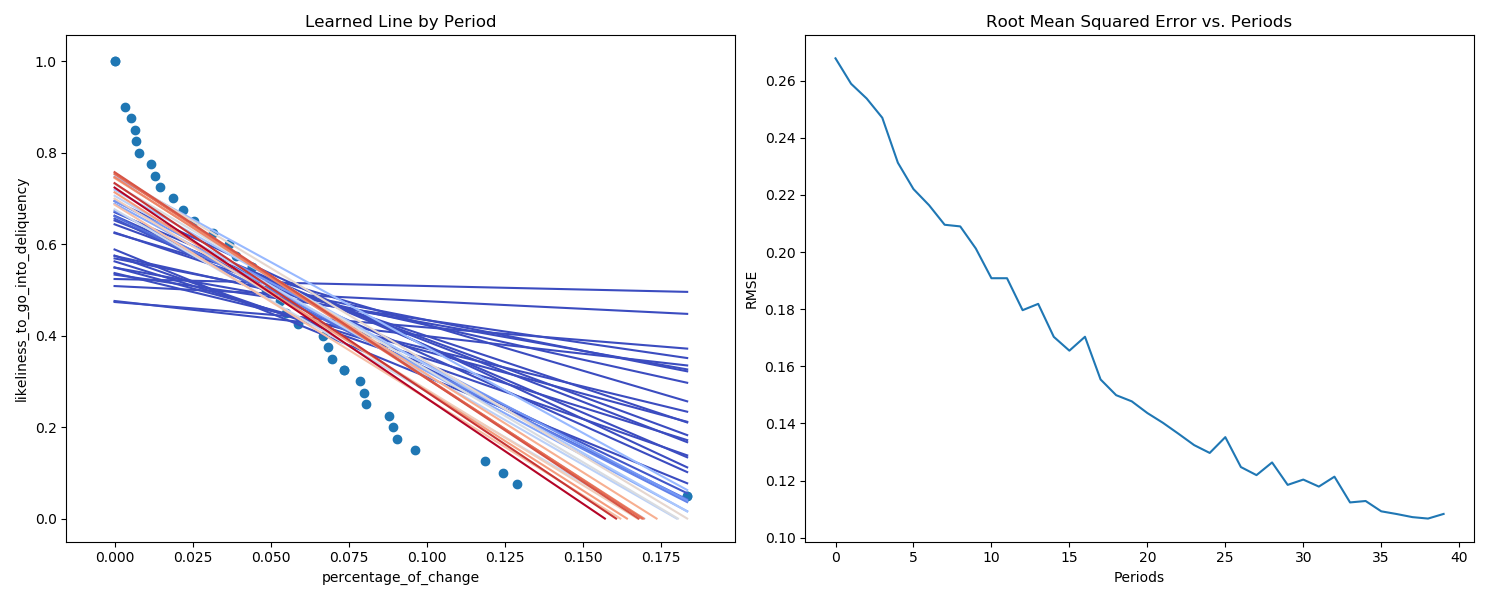 Learned Line by Period
likeliness_to_go_into_deliquency
1.0
0.8
0.6
0.4
0.2
0.0
0.000 0.025 0.050 0.075 0.100 0.125 0.150 0.175
percentage_of_change
Root Mean Squared Error vs. Periods
RMSE
0.26
0.24
0.22
0.20
0.18
0.16
0.14
0.12
0.10
0 5 10 15 20 25 30 35 40
Periods